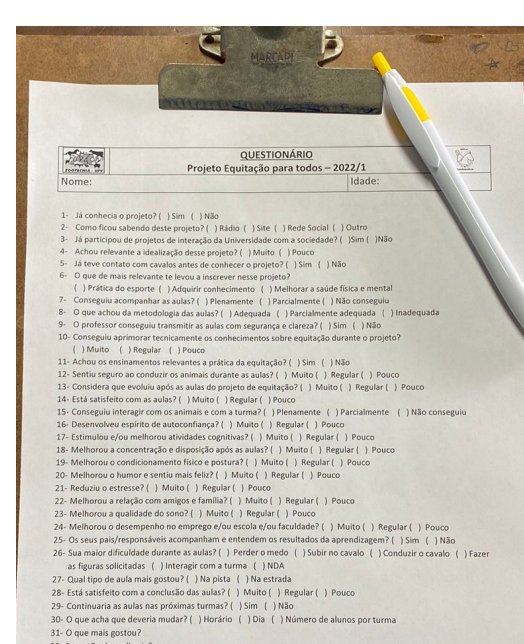 MARCARI
QUESTIONÁRIO
Projeto Equitação para todos – 2022/1
ZOOTECNIA - UFV
Nome: Idade:
1- Já conhecia o projeto? ( ) Sim ( ) Não
2- Como ficou sabendo deste projeto? ( ) Rádio ( ) Site ( ) Rede Social ( ) Outro
3- Já participou de projetos de interação da Universidade com a sociedade? ( )Sim ( )Não
4- Achou relevante a idealização desse projeto? ( ) Muito ( ) Pouco
5- Já teve contato com cavalos antes de conhecer o projeto? ( ) Sim ( ) Não
6- O que de mais relevante te levou a inscrever nesse projeto?
( ) Prática do esporte ( ) Adquirir conhecimento ( ) Melhorar a saúde física e mental
7- Conseguiu acompanhar as aulas? ( ) Plenamente ( ) Parcialmente ( ) Não conseguiu
8- O que achou da metodologia das aulas? ( ) Adequada ( ) Parcialmente adequada ( ) Inadequada
9- O professor conseguiu transmitir as aulas com segurança e clareza? ( ) Sim ( ) Não
10- Conseguiu aprimorar tecnicamente os conhecimentos sobre equitação durante o projeto?
( ) Muito ( ) Regular ( ) Pouco
11- Achou os ensinamentos relevantes a prática da equitação? ( ) Sim ( ) Não
12- Sentiu seguro ao conduzir os animais durante as aulas? ( ) Muito ( ) Regular ( ) Pouco
13- Considera que evoluiu após as aulas do projeto de equitação? ( ) Muito ( ) Regular ( ) Pouco
14- Está satisfeito com as aulas? ( ) Muito ( ) Regular ( ) Pouco
15- Conseguiu interagir com os animais e com a turma? ( ) Plenamente ( ) Parcialmente ( ) Não conseguiu
16- Desenvolveu espírito de autoconfiança? ( ) Muito ( ) Regular ( ) Pouco
17- Estimulou e/ou melhorou atividades cognitivas? ( ) Muito ( ) Regular ( ) Pouco
18- Melhorou a concentração e disposição após as aulas? ( ) Muito ( ) Regular ( ) Pouco
19- Melhorou o condicionamento físico e postura? ( ) Muito ( ) Regular ( ) Pouco
20- Melhorou o humor e sentiu mais feliz? ( ) Muito ( ) Regular ( ) Pouco
21- Reduziu o estresse? ( ) Muito ( ) Regular ( ) Pouco
22- Melhorou a relação com amigos e família? ( ) Muito ( ) Regular ( ) Pouco
23- Melhorou a qualidade do sono? ( ) Muito ( ) Regular ( ) Pouco
24- Melhorou o desempenho no emprego e/ou escola e/ou faculdade? ( ) Muito ( ) Regular ( ) Pouco
25- Os seus pais/responsáveis acompanham e entendem os resultados da aprendizagem? ( ) Sim ( ) Não
26- Sua maior dificuldade durante as aulas? ( ) Perder o medo ( ) Subir no cavalo ( ) Conduzir o cavalo ( ) Fazer
as figuras solicitadas ( ) Interagir com a turma ( ) NDA
27- Qual tipo de aula mais gostou? ( ) Na pista ( ) Na estrada
28- Está satisfeito com a conclusão das aulas? ( ) Muito ( ) Regular ( ) Pouco
29- Continuaria as aulas nas próximas turmas? ( ) Sim ( ) Não
30- O que acha que deveria mudar? ( ) Horário ( ) Dia ( ) Número de alunos por turma
31- O que mais gostou?